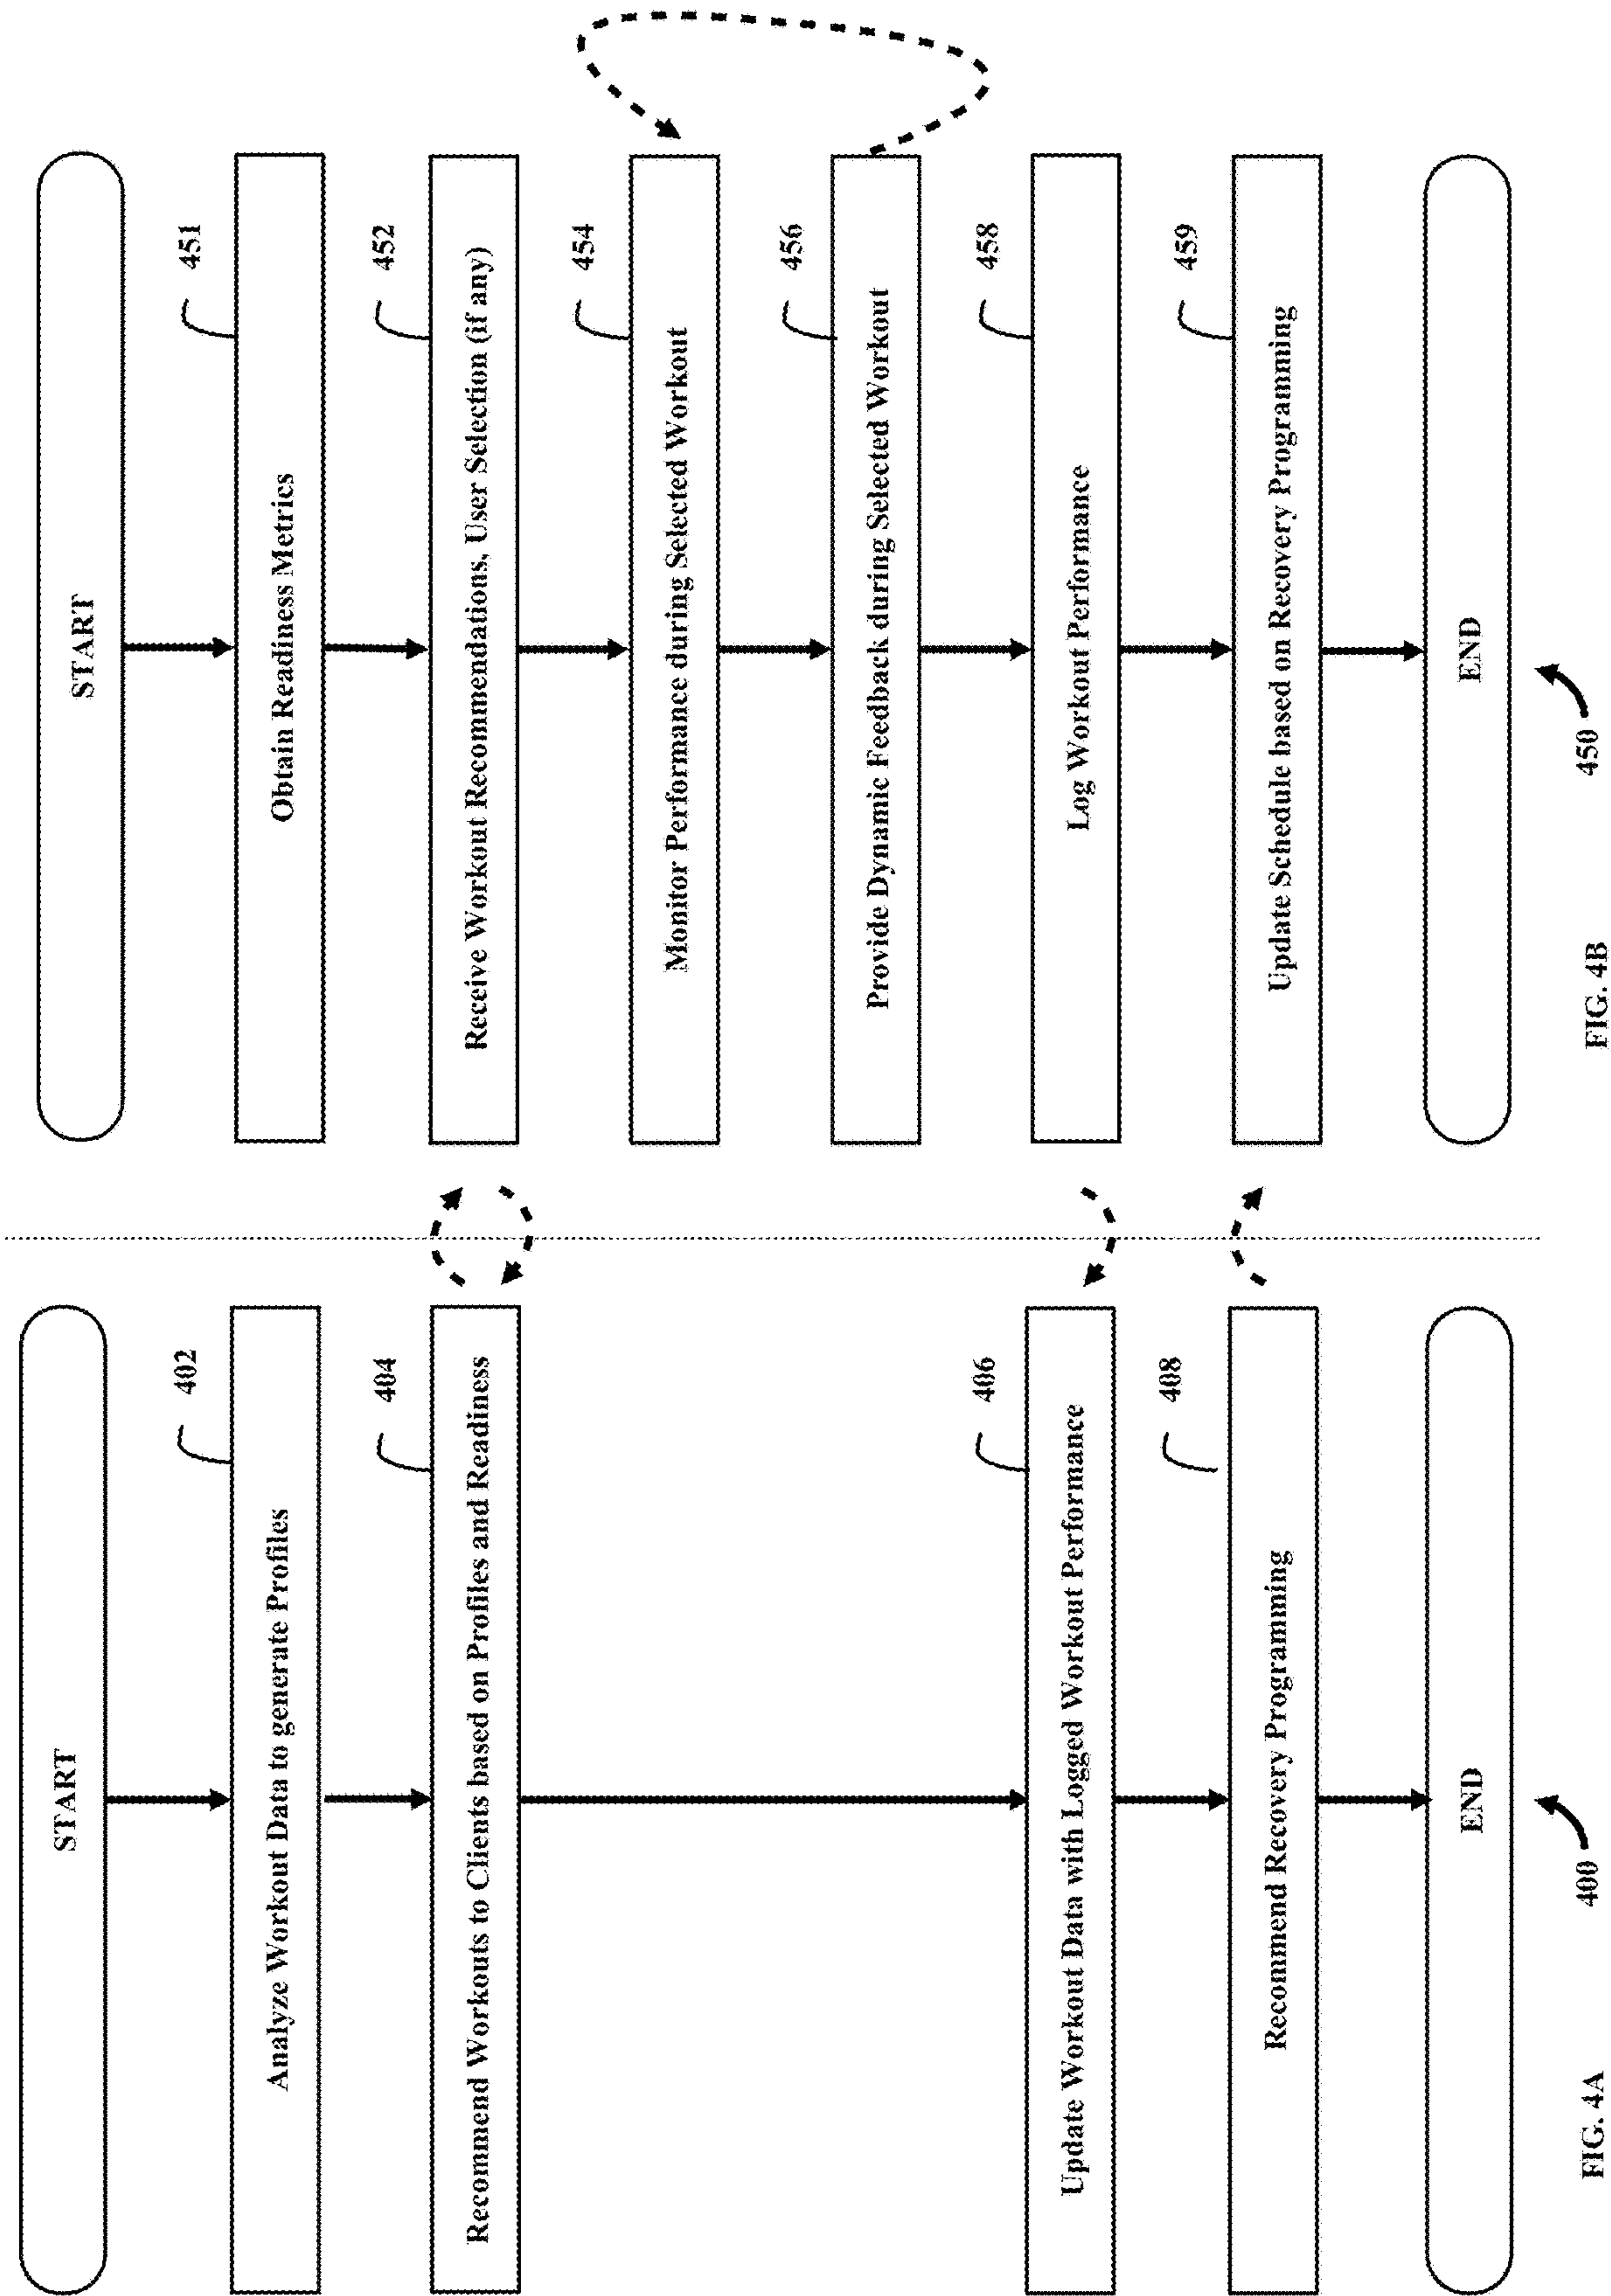 START
402
Analyze Workout Data to generate Profiles
404
Recommend Workouts to Clients based on Profiles and Readiness
406
Update Workout Data with Logged Workout Performance
408
Recommend Recovery Programming
END
400
FIG. 4A
START
451
Obtain Readiness Metrics
452
Receive Workout Recommendations, User Selection (if any)
454
Monitor Performance during Selected Workout
456
Provide Dynamic Feedback during Selected Workout
458
Log Workout Performance
459
Update Schedule based on Recovery Programming
END
450
FIG. 4B